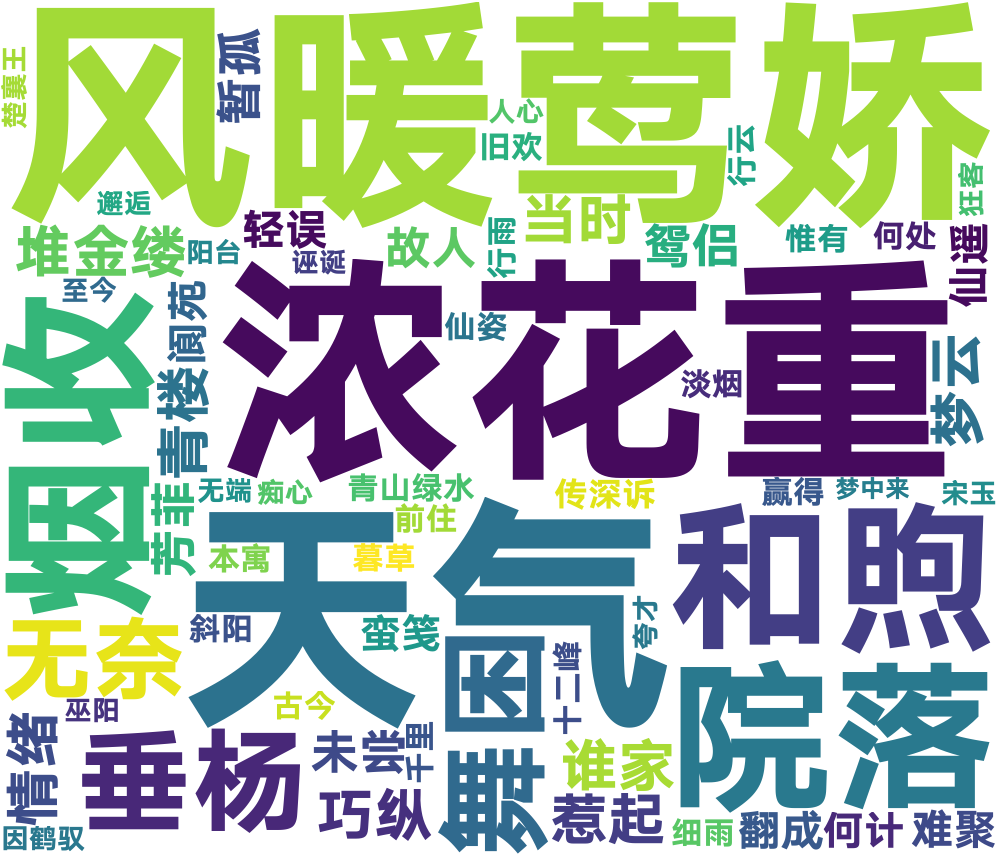 风暖莺娇
楚襄王
暂孤
人心
旧欢
行云
狂客
邂逅
堆金缕
阳台
轻误
诬诞
故人
行雨
当时
鸳侣
惟有
何处
仙遥
至今
阆苑
烟收
浓花重
仙姿
淡烟
梦云
青楼
无端
痴心
青山绿水
前住
传深诉
赢得
梦中来
宋玉
芳菲
本寓
暮草
天气
和煦
无奈
斜阳
蛮笺
困舞
夸才
十二峰
院落
巫阳
古今
情绪
垂杨
未尝
千里
巧纵
谁家
惹起
因鹤驭
细雨
翻成
何计
难聚